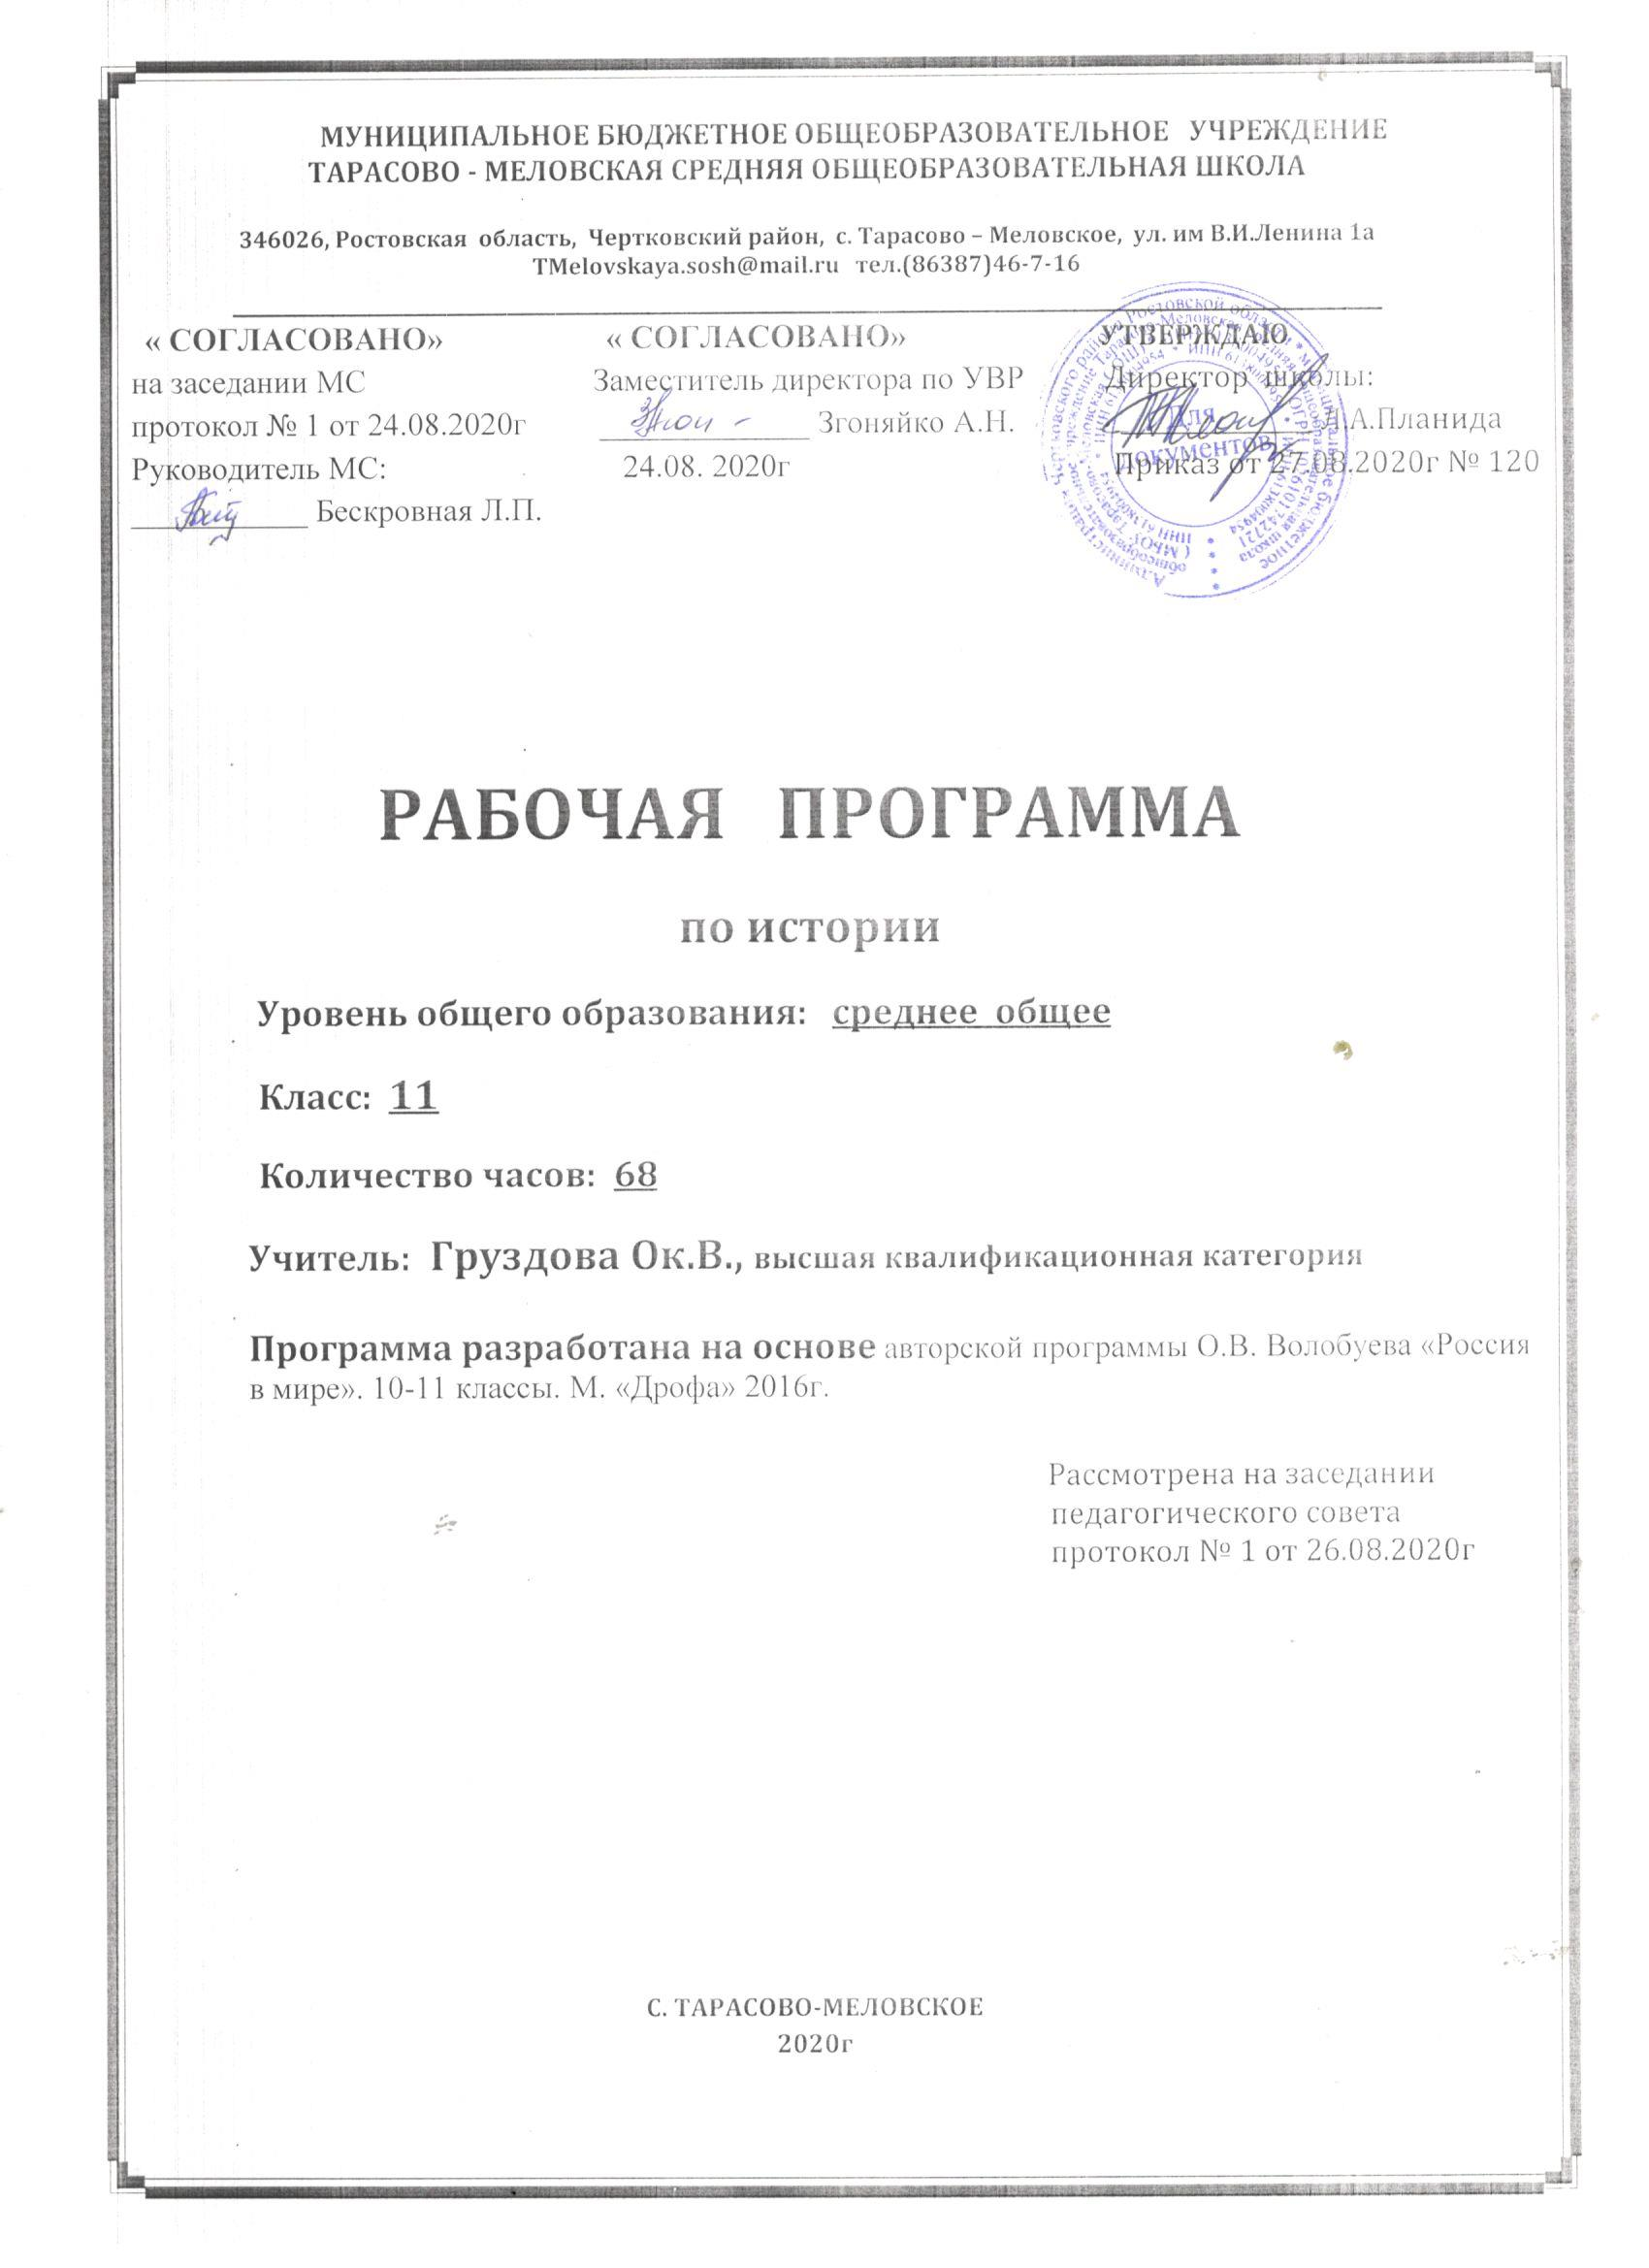 МУНИЦИПАЛЬНОЕ БЮДЖЕТНОЕ ОБЩЕОБРАЗОВАТЕЛЬНОЕ УЧРЕЖДЕНИЕ
ТАРАСОВО - МЕЛОВСКАЯ СРЕДНЯЯ ОБЩЕОБРАЗОВАТЕЛЬНАЯ ШКОЛА
346026, Ростовская область, Чертковский район, с. Тарасово – Меловское, ул. им В.И.Ленина 1а
TMelovskaya.sosh@mail.ru тел.(86387)46-7-16
« СОГЛАСОВАНО»
на заседании МС
протокол № 1 от 24.08.2020г
Руководитель МС:
Бескровная Л.П.
« СОГЛАСОВАНО»
Заместитель директора по УВР
Згоняйко А.Н.
24.08. 2020г
УТВЕРЖДАЮ
Директор школы:
Планида
Приказ от 27.08.2020г № 120
Для
документов
РАБОЧАЯ ПРОГРАММА
по истории
Уровень общего образования: среднее общее
Класс: 11
Количество часов: 68
Учитель: Груздова Ок.В., высшая квалификационная категория
Программа разработана на основе авторской программы О.В. Волобуева «Россия
в мире». 10-11 классы. М. «Дрофа» 2016г.
Рассмотрена на заседании
педагогического совета
протокол № 1 от 26.08.2020г
С. ТАРАСОВО-МЕЛОВСКОЕ
2020г